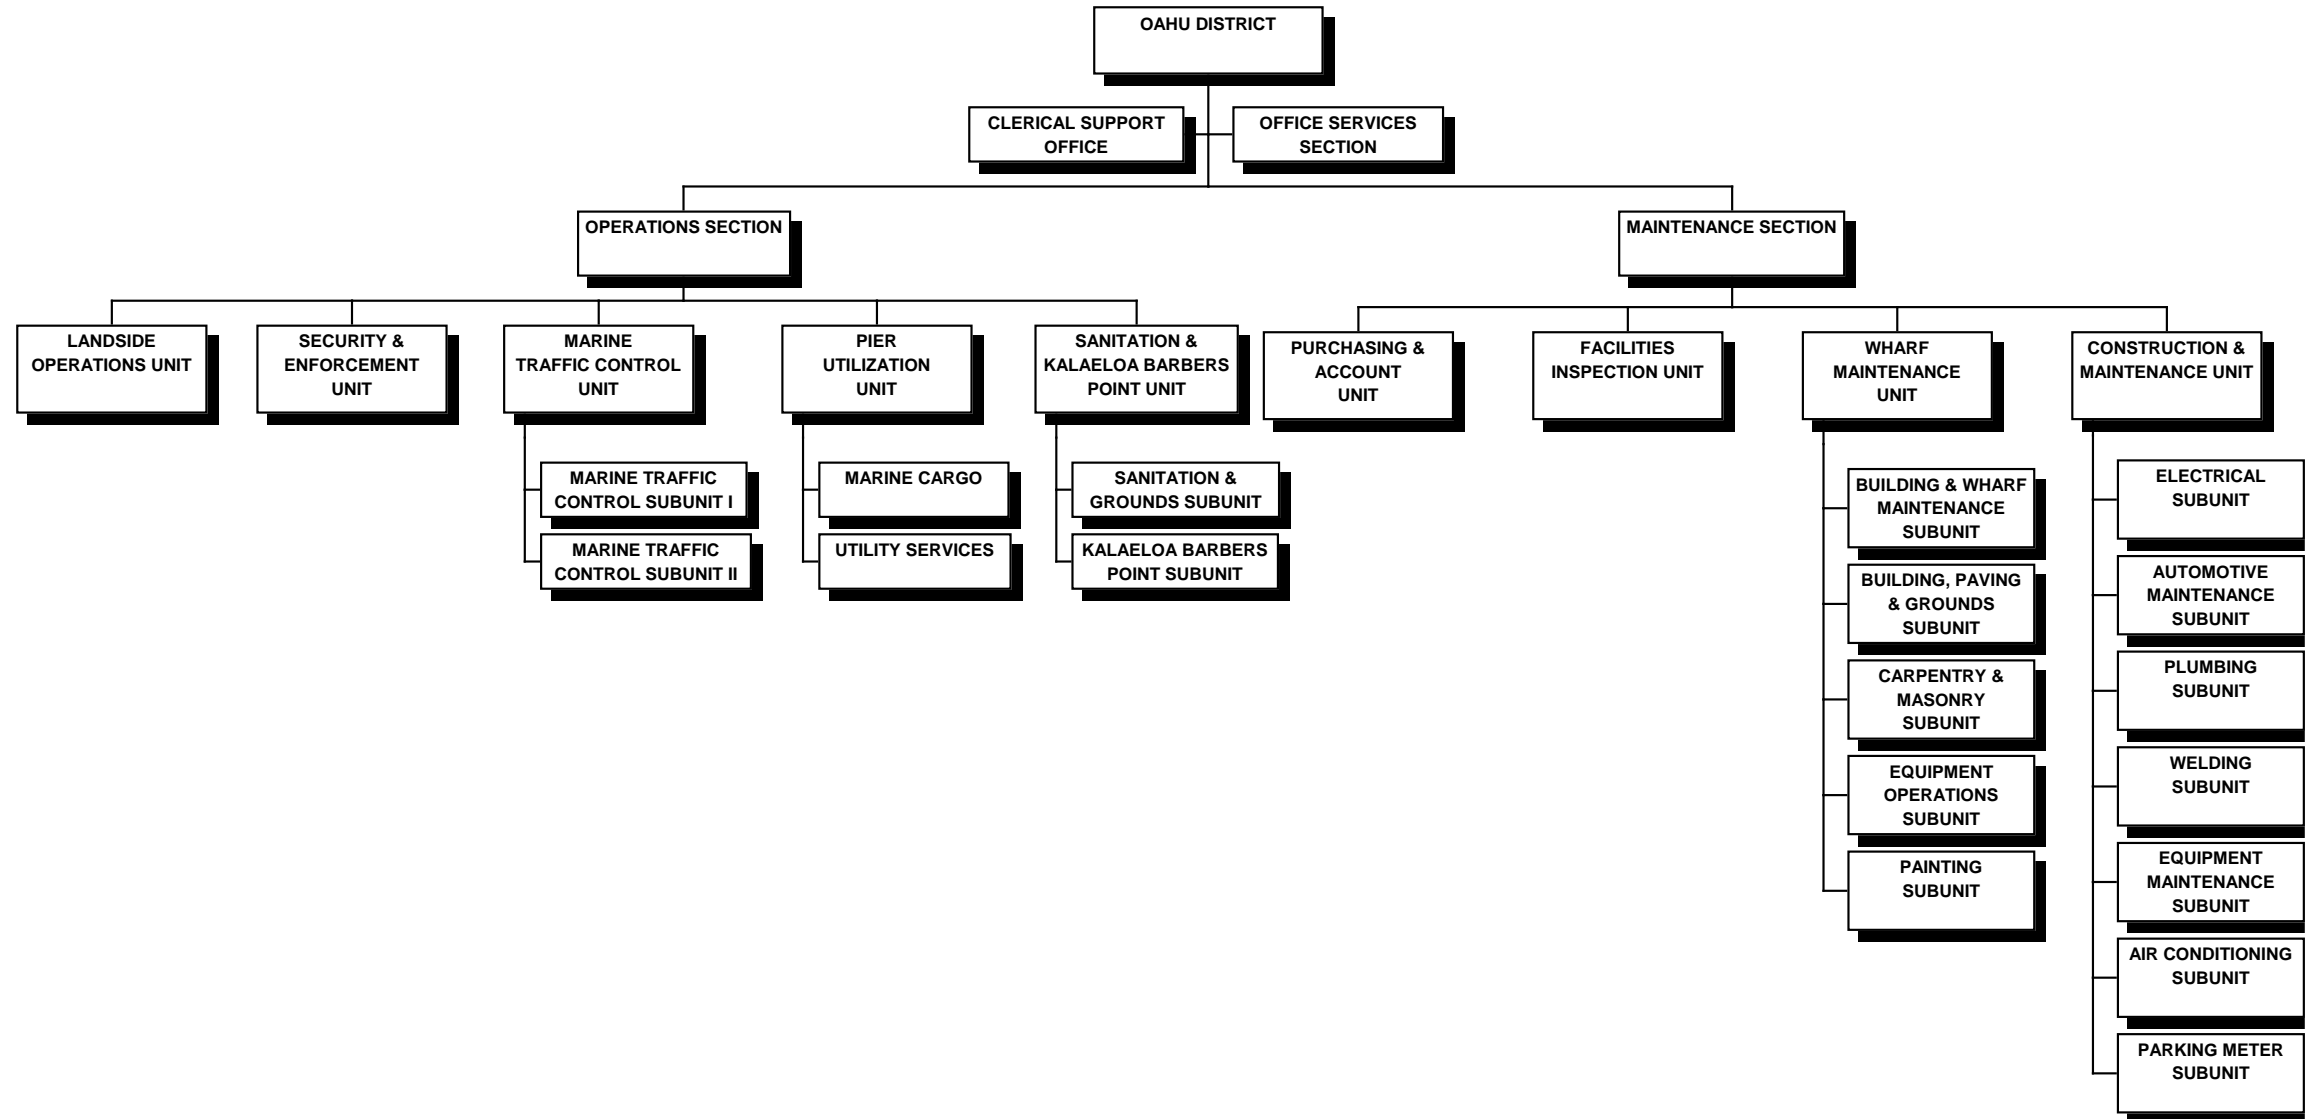 OAHU DISTRICT
CLERICAL SUPPORT
OFFICE
OFFICE SERVICES
SECTION
OPERATIONS SECTION
MAINTENANCE SECTION
LANDSIDE
OPERATIONS UNIT
SECURITY &
ENFORCEMENT
UNIT
MARINE
TRAFFIC CONTROL
UNIT
PIER
UTILIZATION
UNIT
SANITATION &
KALAELOA BARBERS
POINT UNIT
PURCHASING &
ACCOUNT
UNIT
FACILITIES
INSPECTION UNIT
WHARF
MAINTENANCE
UNIT
CONSTRUCTION &
MAINTENANCE UNIT
MARINE TRAFFIC
CONTROL SUBUNIT I
MARINE TRAFFIC
CONTROL SUBUNIT II
MARINE CARGO
UTILITY SERVICES
SANITATION &
GROUNDS SUBUNIT
KALAELOA BARBERS
POINT SUBUNIT
BUILDING & WHARF
MAINTENANCE
SUBUNIT
BUILDING, PAVING
& GROUNDS
SUBUNIT
CARPENTRY &
MASONRY
SUBUNIT
EQUIPMENT
OPERATIONS
SUBUNIT
PAINTING
SUBUNIT
ELECTRICAL
SUBUNIT
AUTOMOTIVE
MAINTENANCE
SUBUNIT
PLUMBING
SUBUNIT
WELDING
SUBUNIT
EQUIPMENT
MAINTENANCE
SUBUNIT
AIR CONDITIONING
SUBUNIT
PARKING METER
SUBUNIT